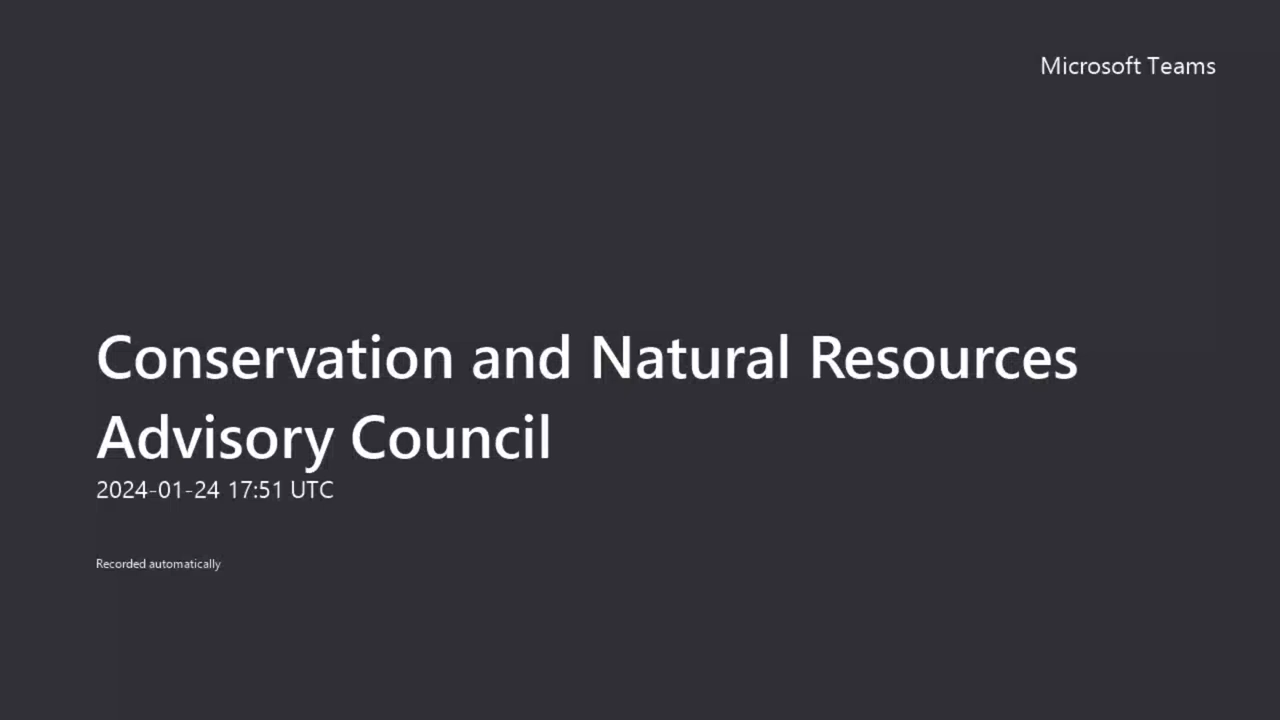 Microsoft Teams
Conservation and Natural Resources
Advisory Council
2024-01-24 17:51 UTC
Recorded automatically